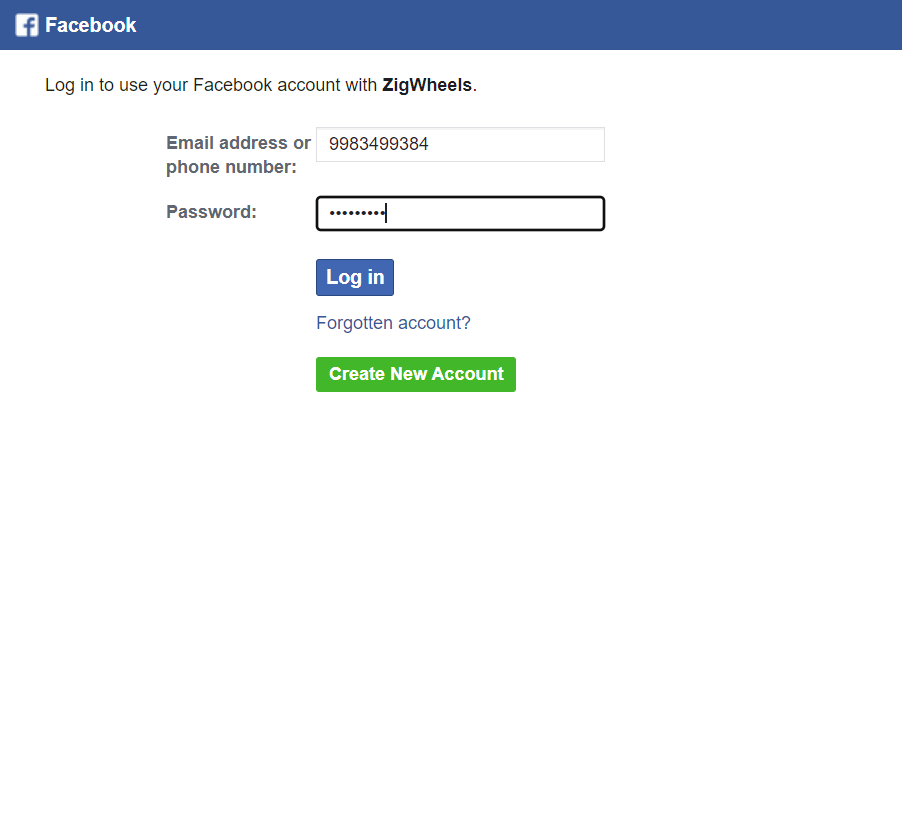 Facebook
Log in to use your Facebook account with ZigWheels.
Email address or
phone number:
9983499384
Password:
•••••••••
Log in
Forgotten account?
Create New Account